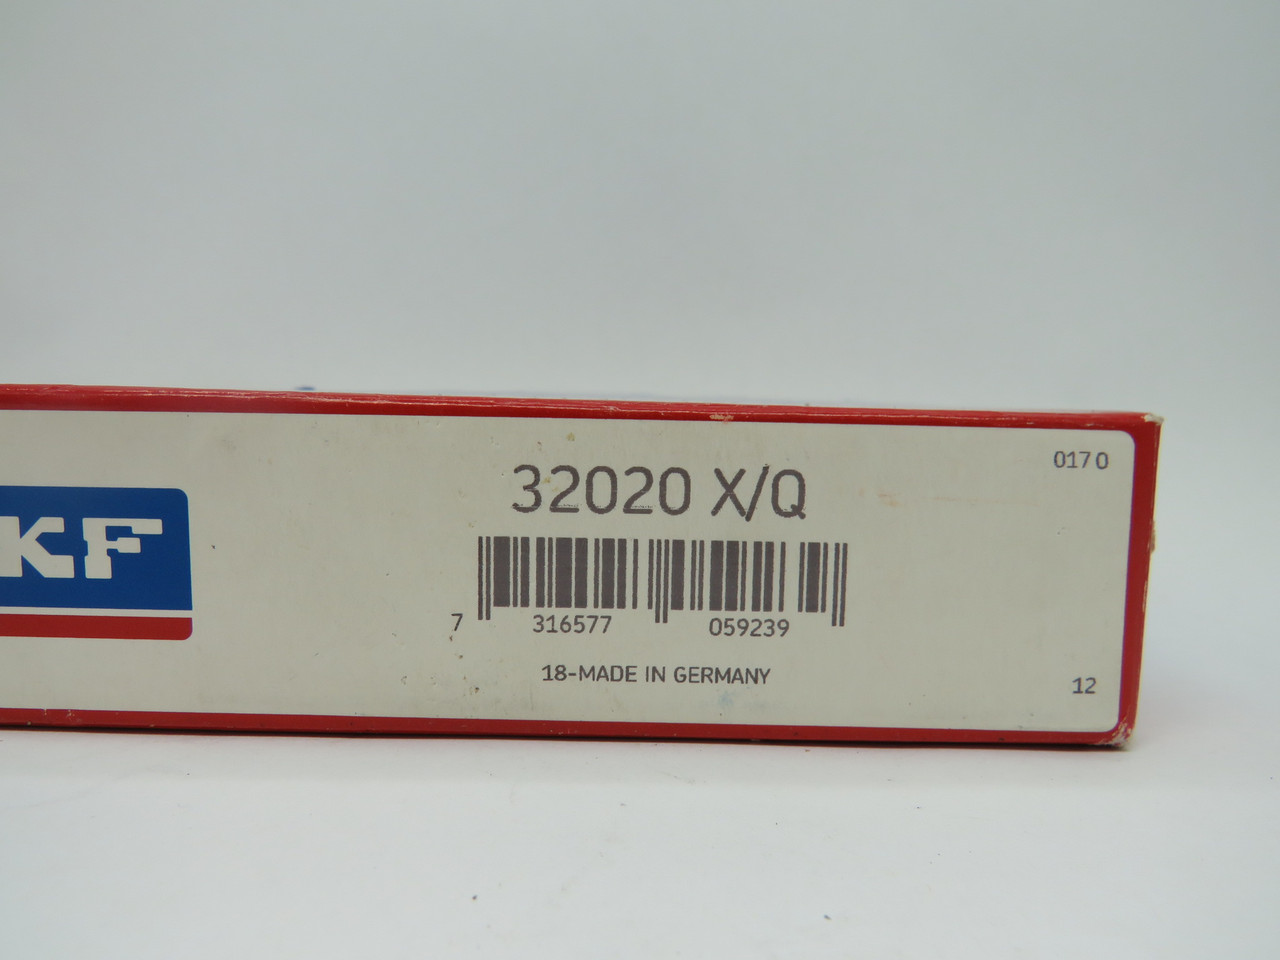 KF
32020 X/Q
017 0
7 316577 059239
18-MADE IN GERMANY
12